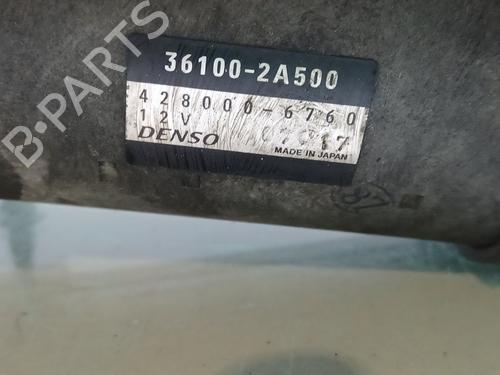 36100-2A500
428000-6760
12V
DENSO
MADE IN JAPAN
B-PARTS